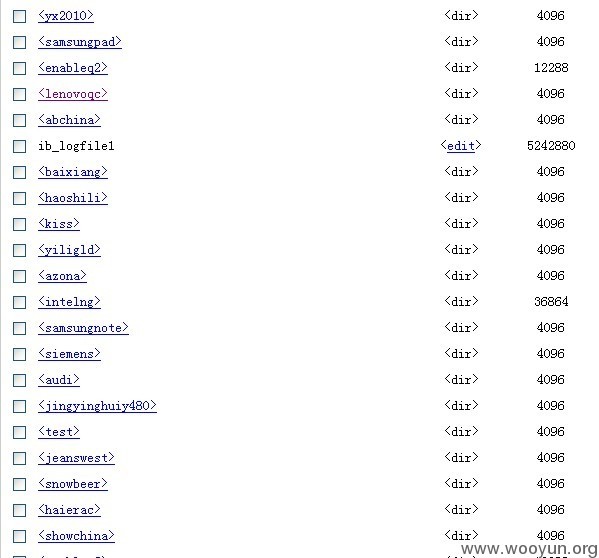 <yx2010> <dir> 4096
<samsungpad> <dir> 4096
<enableq2> <dir> 12288
<lenovoqc> <dir> 4096
<abchina> <dir> 4096
ib_logfile1 <edit> 5242880
<baixiang> <dir> 4096
<haoshili> <dir> 4096
<kiss> <dir> 4096
<yiligld> <dir> 4096
<azona> <dir> 4096
<intelng> <dir> 36864
<samsungnote> <dir> 4096
<siemens> <dir> 4096
<audi> <dir> 4096
<jingyinghuiy480> <dir> 4096
<test> <dir> 4096
<jeanswest> <dir> 4096
<snowbeer> <dir> 4096
<haierac> <dir> 4096
<showchina> <dir> 4096
www.wooyun.org